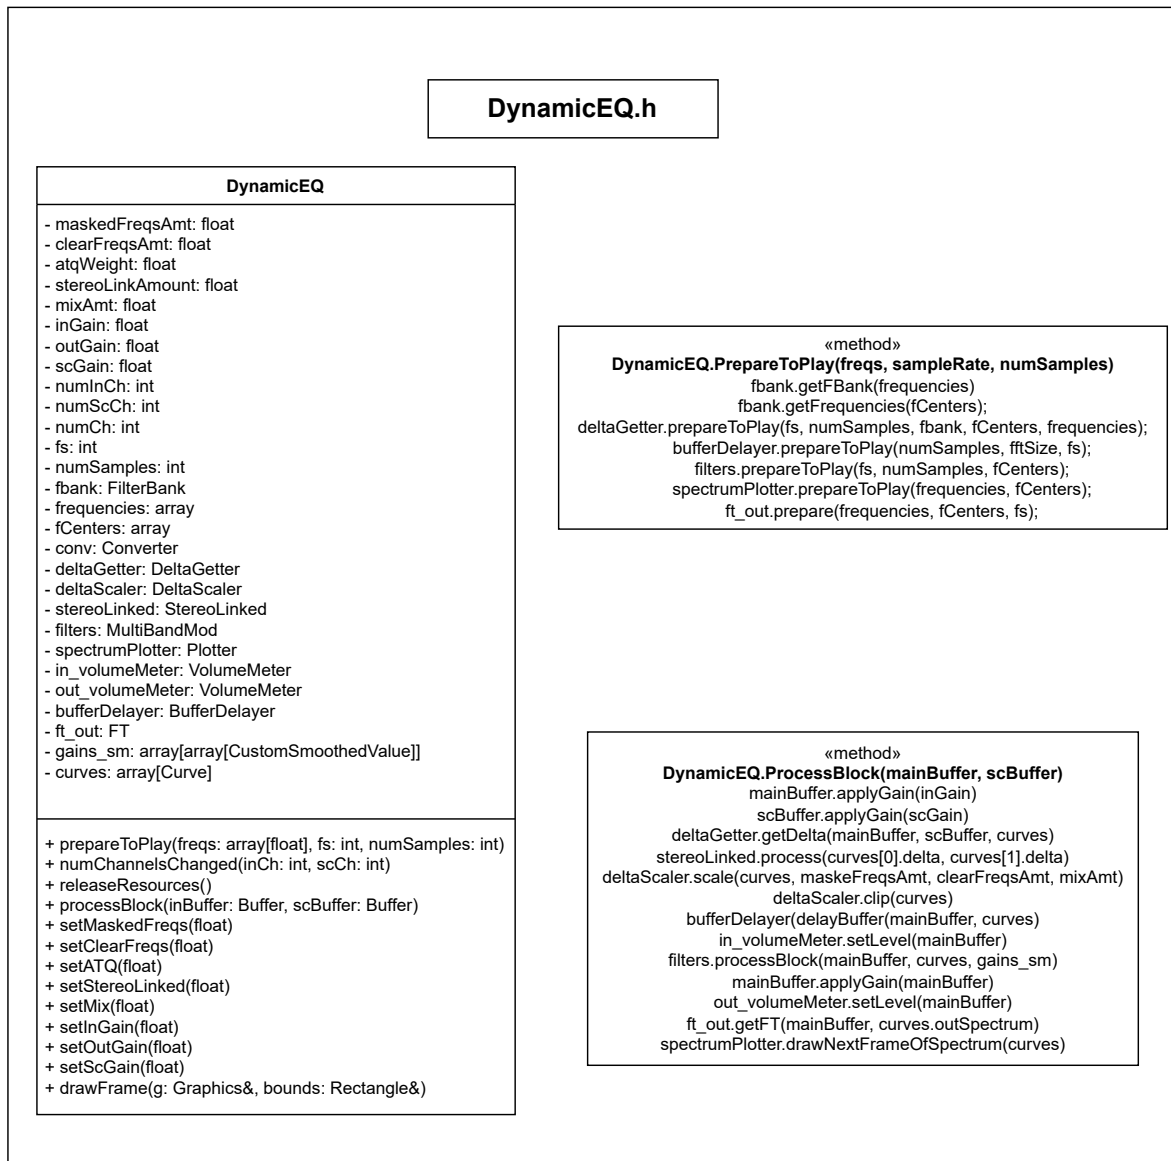 DynamicEQ.h
DynamicEQ
- maskedFreqsAmt: float
- clearFreqsAmt: float
- atqWeight: float
- stereoLinkAmount: float
- mixAmt: float
- inGain: float
- outGain: float
- scGain: float
- numInCh: int
- numScCh: int
- numCh: int
- fs: int
- numSamples: int
- fbank: FilterBank
- frequencies: array
- fCenters: array
- conv: Converter
- deltaGetter: DeltaGetter
- deltaScaler: DeltaScaler
- stereoLinked: StereoLinked
- filters: MultiBandMod
- spectrumPlotter: Plotter
- in_volumeMeter: VolumeMeter
- out_volumeMeter: VolumeMeter
- bufferDelayer: BufferDelayer
- ft_out: FT
- gains_sm: array[array[CustomSmoothedValue]]
- curves: array[Curve]
+ prepareToPlay(freqs: array[float], fs: int, numSamples: int)
+ numChannelsChanged(inCh: int, scCh: int)
+ releaseResources()
+ processBlock(inBuffer: Buffer, scBuffer: Buffer)
+ setMaskedFreqs(float)
+ setClearFreqs(float)
+ setATQ(float)
+ setStereoLinked(float)
+ setMix(float)
+ setInGain(float)
+ setOutGain(float)
+ setScGain(float)
+ drawFrame(g: Graphics&, bounds: Rectangle&)
«method»
DynamicEQ.PrepareToPlay(freqs, sampleRate, numSamples)
fbank.getFBank(frequencies)
fbank.getFrequencies(fCenters);
deltaGetter.prepareToPlay(fs, numSamples, fbank, fCenters, frequencies);
bufferDelayer.prepareToPlay(numSamples, fftSize, fs);
filters.prepareToPlay(fs, numSamples, fCenters);
spectrumPlotter.prepareToPlay(frequencies, fCenters);
ft_out.prepare(frequencies, fCenters, fs);
«method»
DynamicEQ.ProcessBlock(mainBuffer, scBuffer)
mainBuffer.applyGain(inGain)
scBuffer.applyGain(scGain)
deltaGetter.getDelta(mainBuffer, scBuffer, curves)
stereoLinked.process(curves[0].delta, curves[1].delta)
deltaScaler.scale(curves, maskeFreqsAmt, clearFreqsAmt, mixAmt)
deltaScaler.clip(curves)
bufferDelayer(delayBuffer(mainBuffer, curves)
in_volumeMeter.setLevel(mainBuffer)
filters.processBlock(mainBuffer, curves, gains_sm)
mainBuffer.applyGain(mainBuffer)
out_volumeMeter.setLevel(mainBuffer)
ft_out.getFT(mainBuffer, curves.outSpectrum)
spectrumPlotter.drawNextFrameOfSpectrum(curves)